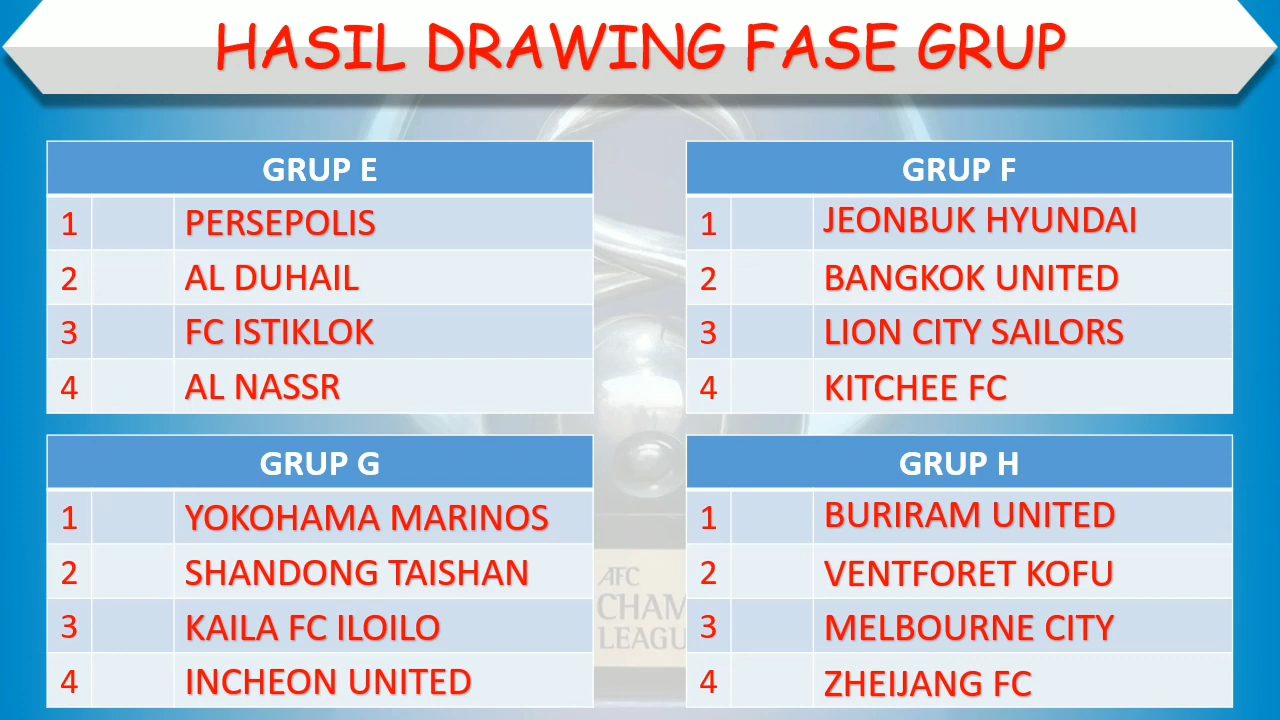 HASIL DRAWING FASE GRUP
GRUP E
1 PERSEPOLIS
2 AL DUHAIL
3 FC ISTIKLOK
4 AL NASSR
GRUP F
1 JEONBUK HYUNDAI
2 BANGKOK UNITED
3 LION CITY SAILORS
4 KITCHEE FC
GRUP G
1 YOKOHAMA MARINOS
2 SHANDONG TAISHAN
3 KAILA FC ILOILO
4 INCHEON UNITED
AFC
CHAM
LEAGU
GRUP H
1 BURIRAM UNITED
2 VENTFORET KOFU
3 MELBOURNE CITY
4 ZHEIJANG FC